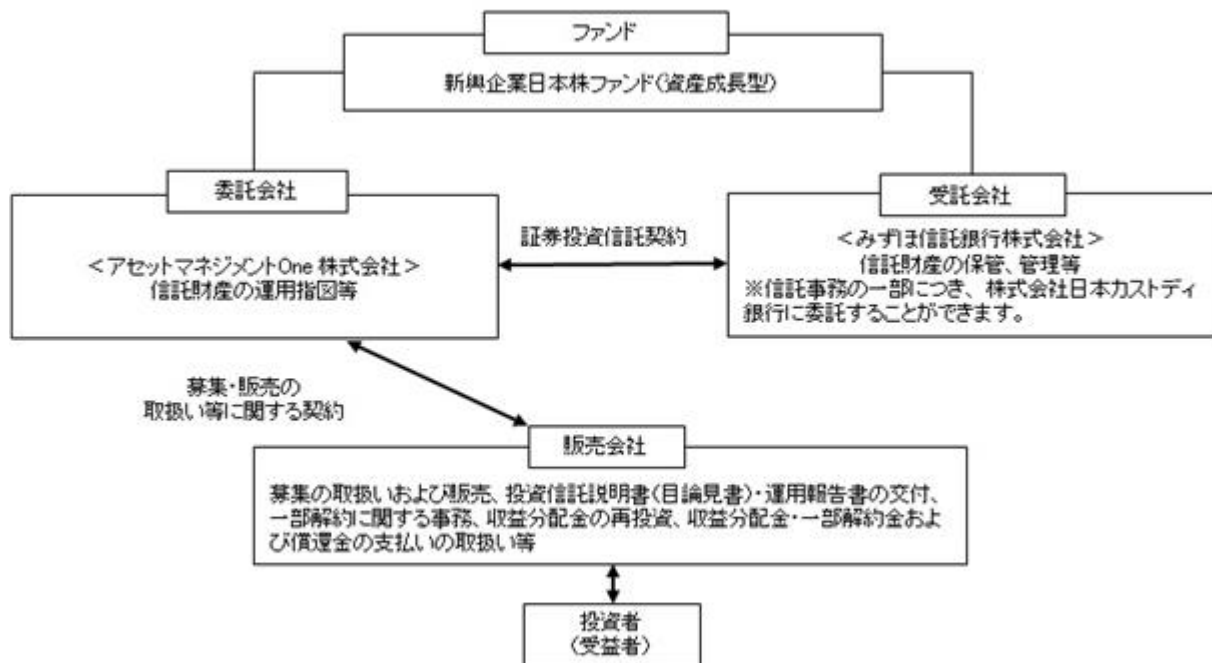 ファンド
新興企業日本株ファンド(資産成長型)
委託会社
<アセットマネジメントOne 株式会社>
信託財産の運用指図等
証券投資信託契約
受託会社
<みずほ信託銀行株式会社>
信託財産の保管、管理等
※信託事務の一部につき、株式会社日本カストディ
銀行に委託することができます。
募集・販売の
取扱い等に関する契約
販売会社
募集の取扱いおよび販売、投資信託説明書(目論見書)・運用報告書の交付、
一部解約に関する事務、収益分配金の再投資、収益分配金・一部解約金およ
び償還金の支払いの取扱い等
投資者
(受益者)